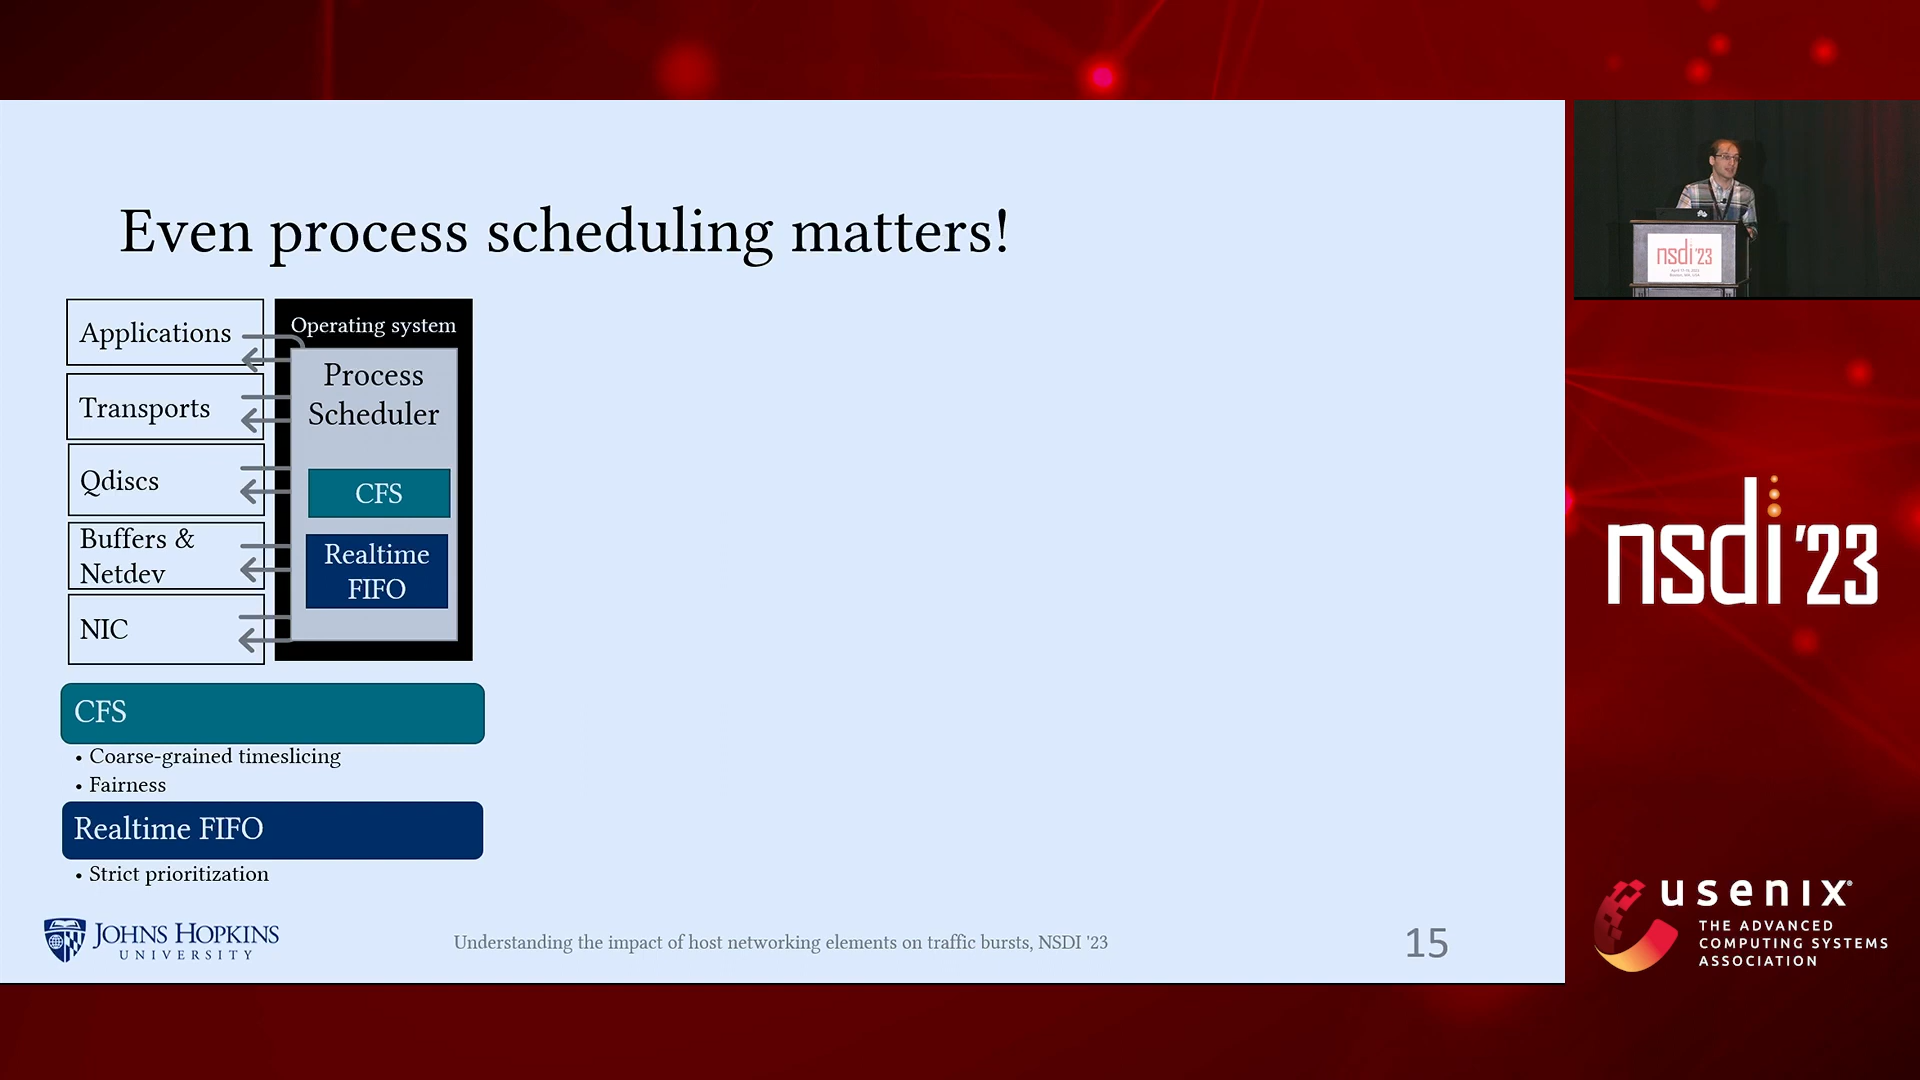 Even process scheduling matters!
Applications
Transports
Qdiscs
Buffers &
Netdev
NIC
Operating system
Process
Scheduler
CFS
Realtime
FIFO
CFS
• Coarse-grained timeslicing
• Fairness
Realtime FIFO
• Strict prioritization
JOHNS HOPKINS
UNIVERSITY
Understanding the impact of host networking elements on traffic bursts, NSDI '23
15
nsdi '23
nsdi '23
usenix®
THE ADVANCED
COMPUTING SYSTEMS
ASSOCIATION